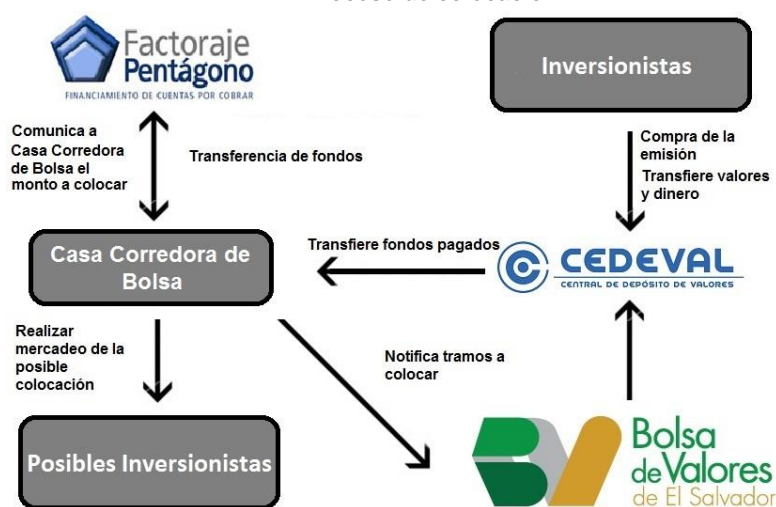 Factoraje
Pentágono
FINANCIAMIENTO DE CUENTAS POR COBRAR
Inversionistas
Comunica a
Casa Corredora
de Bolsa el
monto a colocar
Transferencia de fondos
Compra de la
emisión
Transfiere valores
y dinero
Casa Corredora de
Bolsa
Transfiere fondos pagados
CEDEVAL
CENTRAL DE DEPÓSITO DE VALORES
Realizar
mercadeo de la
posible
colocación
Notifica tramos a
colocar
Posibles Inversionistas
Bolsa
de Valores
de El Salvador